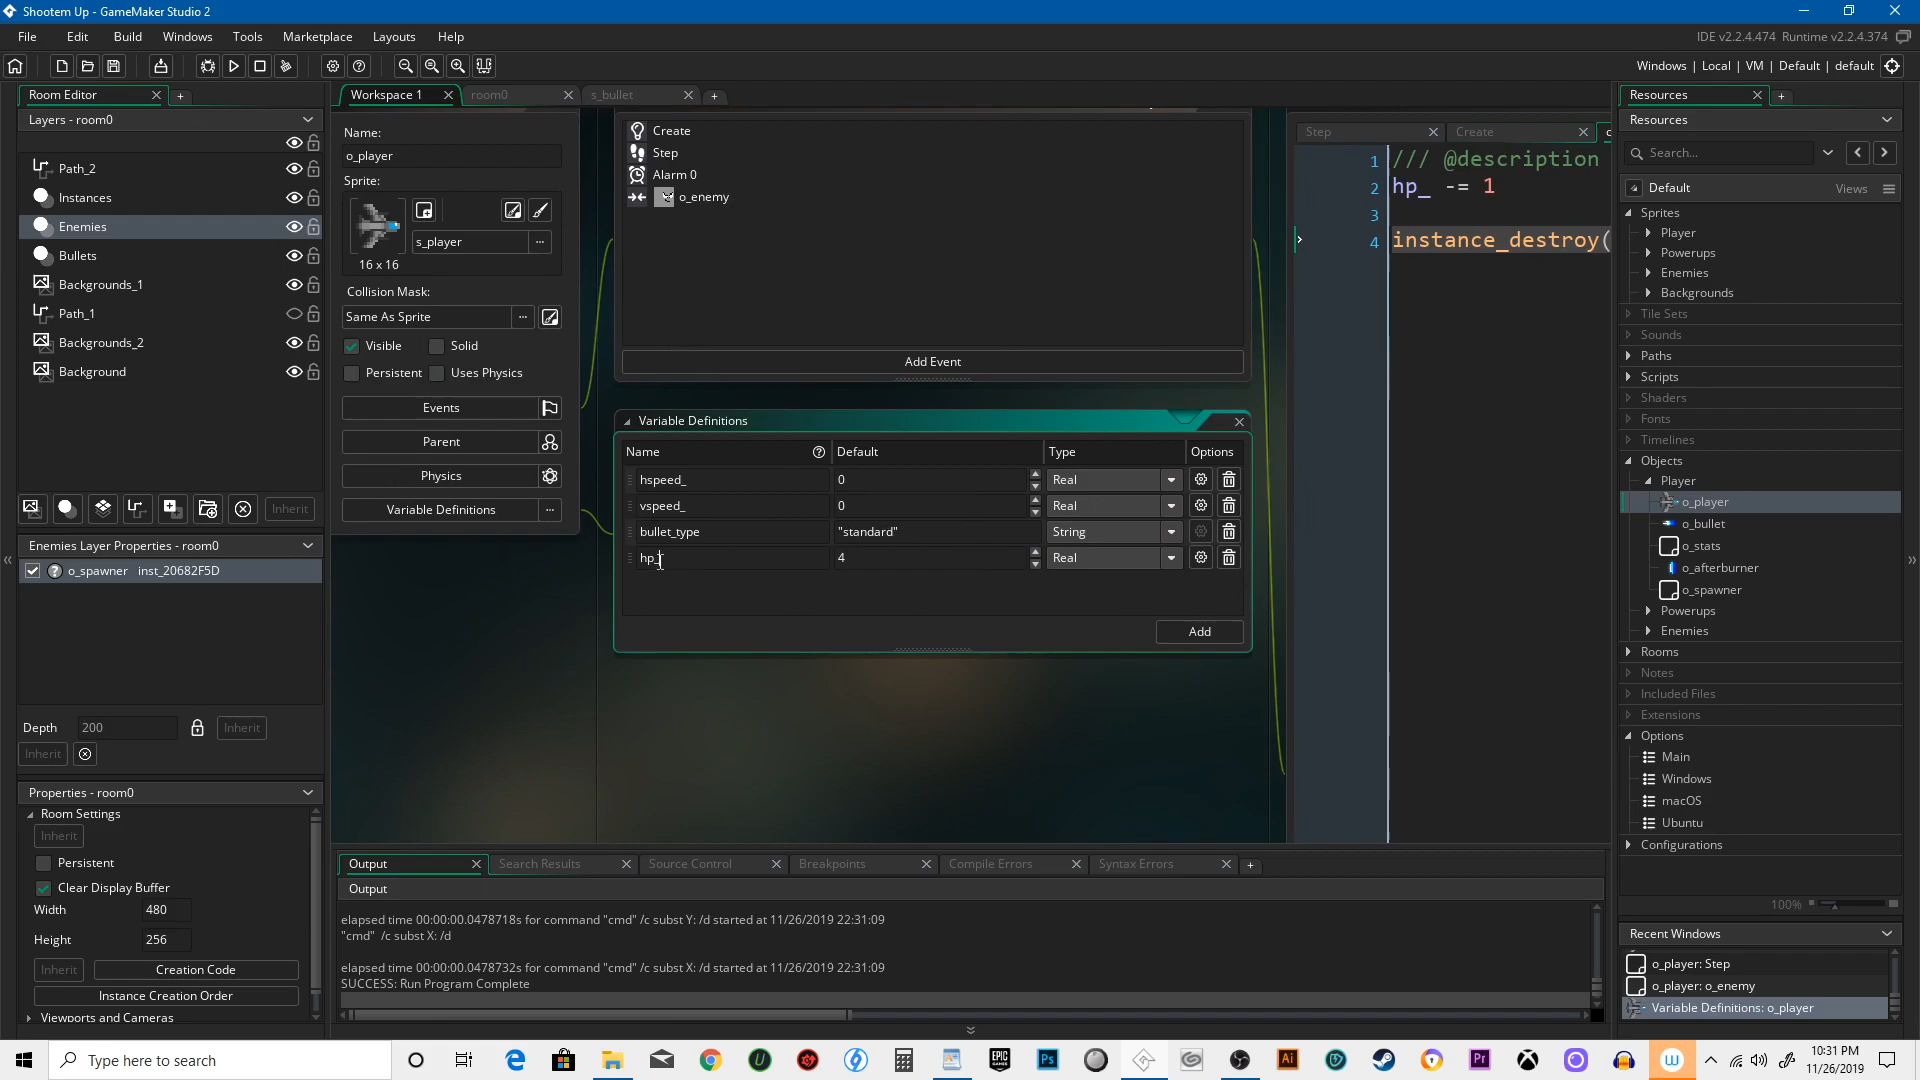 Shootem Up - GameMaker Studio 2
File Edit Build Windows Tools Marketplace Layouts Help
IDE v2.2.4.474 Runtime v2.2.4.374
Windows | Local | VM | Default | default
Room Editor
Layers - room0
Path_2
Instances
Enemies
Bullets
Backgrounds_1
Path_1
Backgrounds_2
Background
Inherit
Enemies Layer Properties - room0
o_spawner inst_20682F5D
Depth 200 Inherit
Inherit
Properties - room0
Room Settings
Inherit
Persistent
Clear Display Buffer
Width 480
Height 256
Inherit Creation Code
Instance Creation Order
Viewports and Cameras
Workspace 1 room0 s_bullet
Name:
o_player
Sprite:
s_player
16 x 16
Collision Mask:
Same As Sprite
Visible Solid
Persistent Uses Physics
Events
Parent
Physics
Variable Definitions
Create
Step
Alarm 0
o_enemy
Add Event
Variable Definitions
Name Default Type Options
hspeed_ 0 Real
vspeed_ 0 Real
bullet_type "standard" String
hp_ 4 Real
Add
Step Create
1 /// @description
2 hp_ -= 1
3
4 instance_destroy(
Output Search Results Source Control Breakpoints Compile Errors Syntax Errors
Output
elapsed time 00:00:00.0478718s for command "cmd" /c subst Y: /d started at 11/26/2019 22:31:09
"cmd" /c subst X: /d
elapsed time 00:00:00.0478732s for command "cmd" /c subst X: /d started at 11/26/2019 22:31:09
SUCCESS: Run Program Complete
Resources
Resources
Search...
Default Views
Sprites
Player
Powerups
Enemies
Backgrounds
Tile Sets
Sounds
Paths
Scripts
Shaders
Fonts
Timelines
Objects
Player
o_player
o_bullet
o_stats
o_afterburner
o_spawner
Powerups
Enemies
Rooms
Notes
Included Files
Extensions
Options
Main
Windows
macOS
Ubuntu
Configurations
100%
Recent Windows
o_player: Step
o_player: o_enemy
Variable Definitions: o_player
Type here to search
10:31 PM
11/26/2019